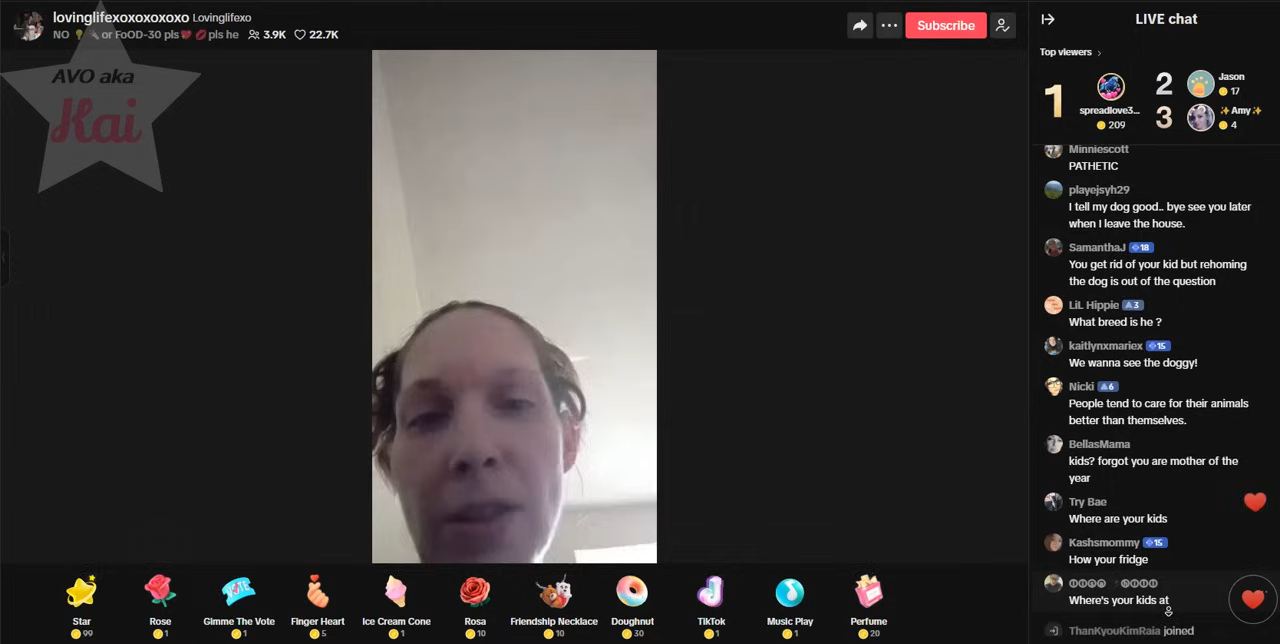 lovinglifexoxoxoxoxo Lovinglifexo
NO or FoOD-30 pls pls he 3.9K 22.7K
Subscribe
AVO aka
Kai
LIVE chat
Top viewers
1
spreadlove3...
209
2
Jason
17
3
Amy
4
Minniescott
PATHETIC
playejsyh29
I tell my dog good.. bye see you later
when I leave the house.
SamanthaJ 18
You get rid of your kid but rehoming
the dog is out of the question
LiL Hippie 3
What breed is he ?
kaitlynxmariex 15
We wanna see the doggy!
Nicki 6
People tend to care for their animals
better than themselves.
BellasMama
kids? forgot you are mother of the
year
Try Bae
Where are your kids
Kashsmommy 15
How your fridge
Where's your kids at
ThanKyouKimRaia joined
VOTE
Star
99
Rose
1
Gimme The Vote
1
Finger Heart
5
Ice Cream Cone
1
Rosa
10
Friendship Necklace
10
Doughnut
30
TikTok
1
Music Play
1
Perfume
20